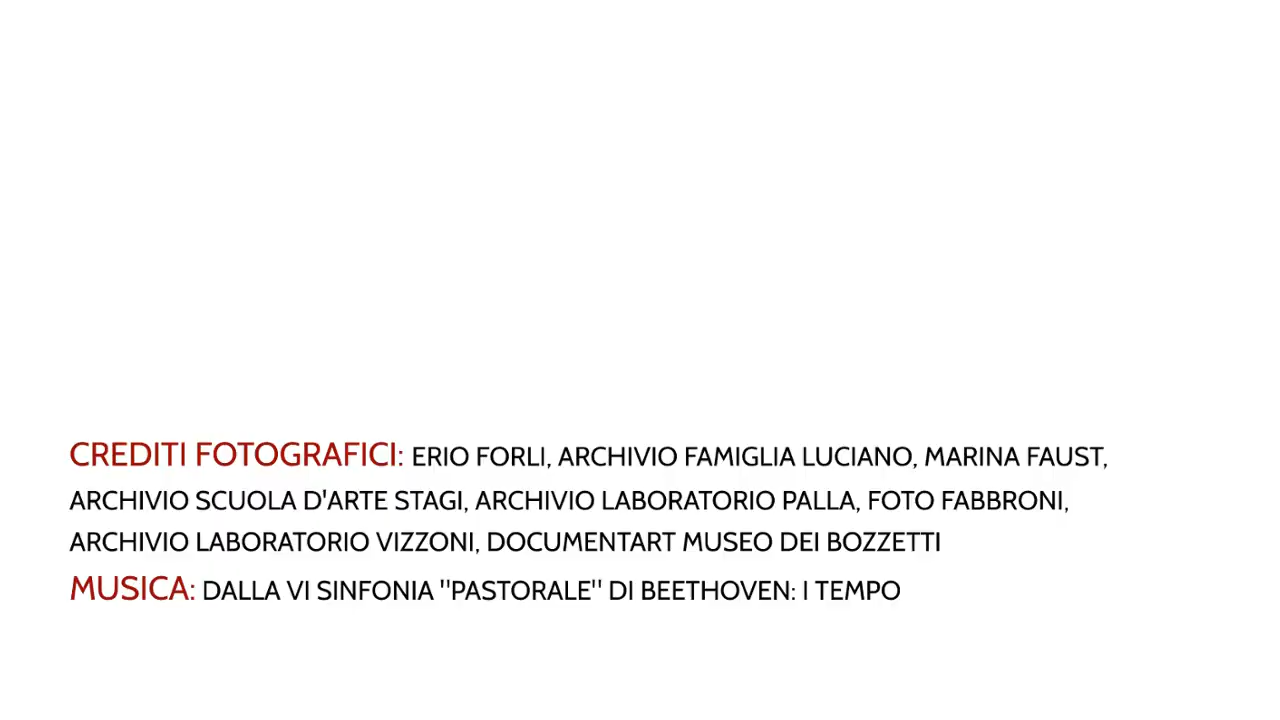 CREDITI FOTOGRAFICI: ERIO FORLI, ARCHIVIO FAMIGLIA LUCIANO, MARINA FAUST,
ARCHIVIO SCUOLA D'ARTE STAGI, ARCHIVIO LABORATORIO PALLA, FOTO FABBRONI,
ARCHIVIO LABORATORIO VIZZONI, DOCUMENTART MUSEO DEI BOZZETTI
MUSICA: DALLA VI SINFONIA "PASTORALE" DI BEETHOVEN: I TEMPO